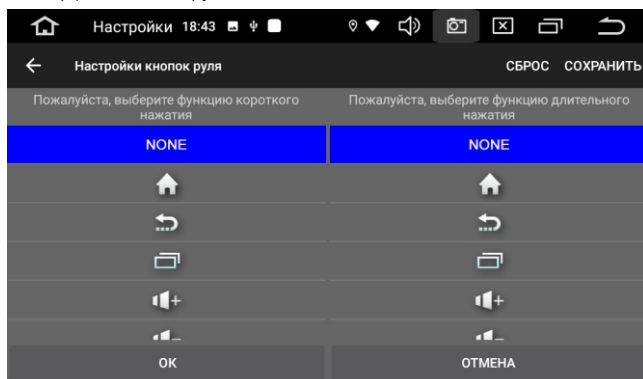 Настройки 18:43
Настройки кнопок руля СБРОС СОХРАНИТЬ
Пожалуйста, выберите функцию короткого
нажатия
Пожалуйста, выберите функцию длительного
нажатия
NONE NONE
ОК ОТМЕНА